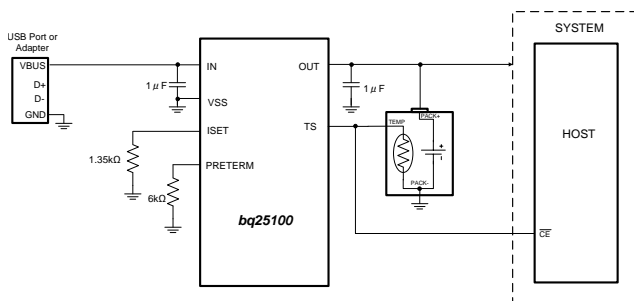 USB Port or
Adapter
VBUS
D+
D-
GND
1 μF
IN
VSS
ISET
PRETERM
1.35kΩ
6kΩ
bq25100
OUT
TS
1 μF
TEMP
PACK+
+
-
PACK-
SYSTEM
HOST
CE